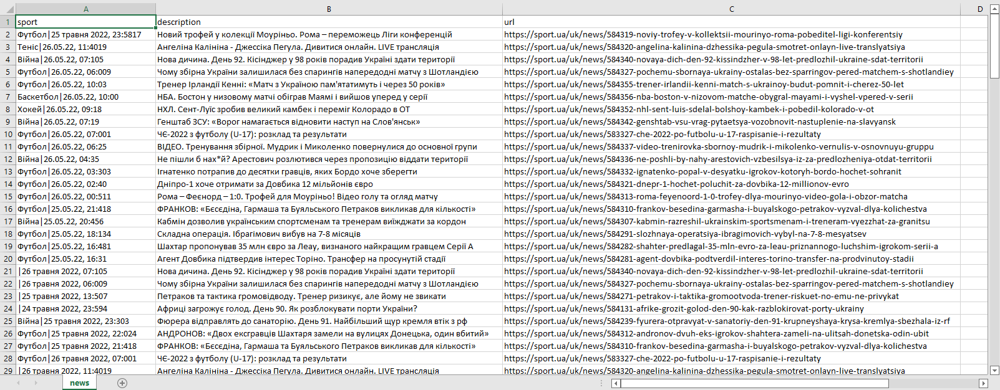 A B C D
1 sport description url
2 Футбол|25 травня 2022, 23:5817 Новий трофей у колекції Моуріньо. Рома – переможець Ліги конференцій https://sport.ua/uk/news/584319-noviy-trofey-v-kollektsii-mourinyo-roma-pobeditel-ligi-konferentsiy
3 Теніс|26.05.22, 11:4019 Ангеліна Калініна - Джессіка Пегула. Дивитися онлайн. LIVE трансляція https://sport.ua/uk/news/584320-angelina-kalinina-dzhessika-pegula-smotret-onlayn-live-translyatsiya
4 Війна|26.05.22, 07:105 Нова дичина. День 92. Кісінджер у 98 років порадив Україні здати території https://sport.ua/uk/news/584340-novaya-dich-den-92-kissindzher-v-98-let-predlozhil-ukraine-sdat-territorii
5 Футбол|26.05.22, 06:009 Чому збірна України залишилася без спарингів напередодні матчу з Шотландією https://sport.ua/uk/news/584327-pochemu-sbornaya-ukrainy-ostalas-bez-sparringov-pered-matchem-s-shotlandiey
6 Футбол|26.05.22, 10:03 Тренер Ірландії Кенні: «Матч з Україною пам'ятатимуть і через 50 років» https://sport.ua/uk/news/584355-trener-irlandii-kenni-match-s-ukrainoy-budut-pomnit-i-cherez-50-let
7 Баскетбол|26.05.22, 10:00 НБА. Бостон у низовому матчі обіграв Маямі і вийшов уперед у серії https://sport.ua/uk/news/584356-nba-boston-v-nizovom-matche-obygral-mayami-i-vyshel-vpered-v-serii
8 Хокей|26.05.22, 09:18 НХЛ. Сент-Луїс зробив великий камбек і переміг Колорадо в ОТ https://sport.ua/uk/news/584352-nhl-sent-luis-sdelal-bolshoy-kambek-i-pobedil-kolorado-v-ot
9 Війна|26.05.22, 07:19 Генштаб ЗСУ: «Ворог намагається відновити наступ на Слов'янськ» https://sport.ua/uk/news/584342-genshtab-vsu-vrag-pytaetsya-vozobnovit-nastuplenie-na-slavyansk
10 Футбол|26.05.22, 07:001 ЧЄ-2022 з футболу (U-17): розклад та результати https://sport.ua/uk/news/583327-che-2022-po-futbolu-u-17-raspisanie-i-rezultaty
11 Футбол|26.05.22, 06:25 ВІДЕО. Тренування збірної. Мудрик і Миколенко повернулися до основної групи https://sport.ua/uk/news/584337-video-trenirovka-sbornoy-mudrik-i-mikolenko-vernulis-v-osnovnuyu-gruppu
12 Війна|26.05.22, 04:35 Не пішли б нах*й? Арестович розлютився через пропозицію віддати території https://sport.ua/uk/news/584336-ne-poshli-by-nahy-arestovich-vzbesilsya-iz-za-predlozheniya-otdat-territorii
13 Футбол|26.05.22, 03:303 Ігнатенко потрапив до десятки гравців, яких Бордо хоче зберегти https://sport.ua/uk/news/584332-ignatenko-popal-v-desyatku-igrokov-kotoryh-bordo-hochet-sohranit
14 Футбол|26.05.22, 02:40 Дніпро-1 хоче отримати за Довбика 12 мільйонів євро https://sport.ua/uk/news/584321-dnepr-1-hochet-poluchit-za-dovbika-12-millionov-evro
15 Футбол|26.05.22, 00:511 Рома – Феєнорд – 1:0. Трофей для Моуріньо! Відео голу та огляд матчу https://sport.ua/uk/news/584313-roma-feyenoord-1-0-trofey-dlya-mourinyo-video-gola-i-obzor-matcha
16 Футбол|25.05.22, 21:418 ФРАНКОВ: «Бєсєдіна, Гармаша та Буяльського Петраков викликав для кількості» https://sport.ua/uk/news/584310-frankov-besedina-garmasha-i-buyalskogo-petrakov-vyzval-dlya-kolichestva
17 Війна|25.05.22, 20:456 Кабмін дозволив українським спортсменам та тренерам виїжджати за кордон https://sport.ua/uk/news/584307-kabmin-razreshil-ukrainskim-sportsmenam-i-treneram-vyezzhat-za-granitsu
18 Футбол|25.05.22, 18:134 Складна операція. Ібрагімович вибув на 7-8 місяців https://sport.ua/uk/news/584291-slozhnaya-operatsiya-ibragimovich-vybyl-na-7-8-mesyatsev
19 Футбол|25.05.22, 16:481 Шахтар пропонував 35 млн євро за Леау, визнаного найкращим гравцем Серії А https://sport.ua/uk/news/584282-shahter-predlagal-35-mln-evro-za-leau-priznannogo-luchshim-igrokom-serii-a
20 Футбол|25.05.22, 16:31 Агент Довбика підтвердив інтерес Торіно. Трансфер на просунутій стадії https://sport.ua/uk/news/584281-agent-dovbika-podtverdil-interes-torino-transfer-na-prodvinutoy-stadii
21 |26 травня 2022, 07:105 Нова дичина. День 92. Кісінджер у 98 років порадив Україні здати території https://sport.ua/uk/news/584340-novaya-dich-den-92-kissindzher-v-98-let-predlozhil-ukraine-sdat-territorii
22 |26 травня 2022, 06:009 Чому збірна України залишилася без спарингів напередодні матчу з Шотландією https://sport.ua/uk/news/584327-pochemu-sbornaya-ukrainy-ostalas-bez-sparringov-pered-matchem-s-shotlandiey
23 |25 травня 2022, 13:507 Петраков та тактика громовідводу. Тренер ризикує, але йому не звикати https://sport.ua/uk/news/584271-petrakov-i-taktika-gromootvoda-trener-riskuet-no-emu-ne-privykat
24 |24 травня 2022, 23:594 Африці загрожує голод. День 90. Як розблокувати порти України? https://sport.ua/uk/news/584131-afrike-grozit-golod-den-90-kak-razblokirovat-porty-ukrainy
25 Війна|25 травня 2022, 23:303 Фюрера відправлять до санаторію. День 91. Найбільший щур кремля втік з рф https://sport.ua/uk/news/584239-fyurera-otpravyat-v-sanatoriy-den-91-krupneyshaya-krysa-kremlya-sbezhala-iz-rf
26 Футбол|25 травня 2022, 22:024 АНДРОНОВ: «Двох ексгравців Шахтаря замели на вулицях Донецька, один вбитий» https://sport.ua/uk/news/584312-andronov-dvuh-eks-igrokov-shahtera-zameli-na-ulitsah-donetska-odin-ubit
27 Футбол|25 травня 2022, 21:418 ФРАНКОВ: «Бєсєдіна, Гармаша та Буяльського Петраков викликав для кількості» https://sport.ua/uk/news/584310-frankov-besedina-garmasha-i-buyalskogo-petrakov-vyzval-dlya-kolichestva
28 Футбол|26 травня 2022, 07:001 ЧЄ-2022 з футболу (U-17): розклад та результати https://sport.ua/uk/news/583327-che-2022-po-futbolu-u-17-raspisanie-i-rezultaty
29 |26 травня 2022, 11:4019 Ангеліна Калініна - Джессіка Пегула. Дивитися онлайн. LIVE трансляція https://sport.ua/uk/news/584320-angelina-kalinina-dzhessika-pegula-smotret-onlayn-live-translyatsiya
news